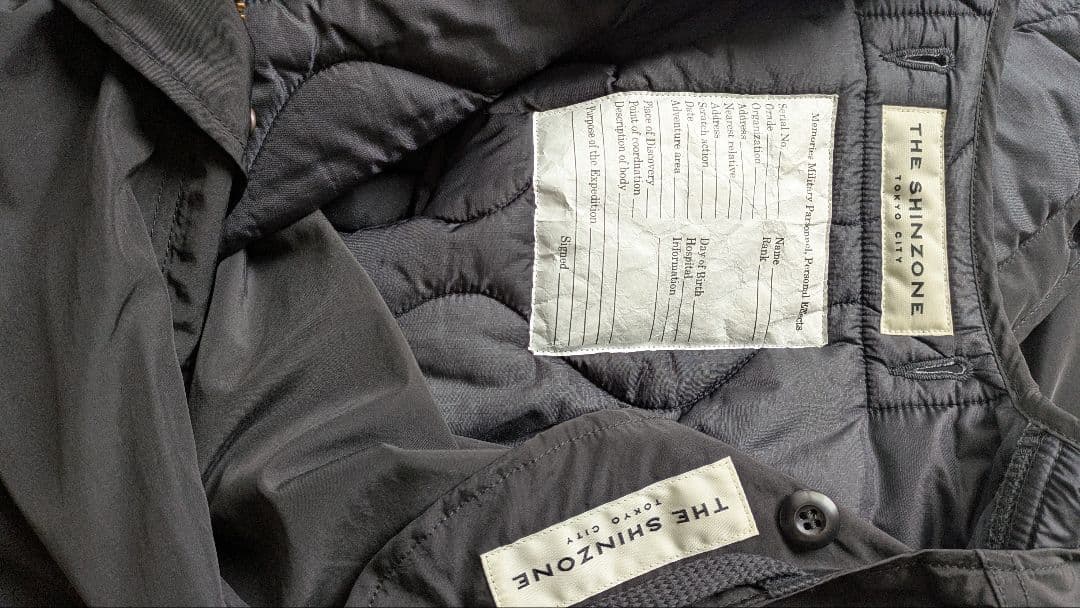 THE SHINZONE
TOKYO CITY
Memories Military Parsonnel, Personal Effects
Serial No. Name
Grade Rank
Organization
Address
Nearest relative
Address
Scratch action Day of Birth
Date Hospital
Adventure area Information
Place of Discovery
Point of coordination
Description of body
Purpose of the Expedition
Signed
THE SHINZONE
TOKYO CITY